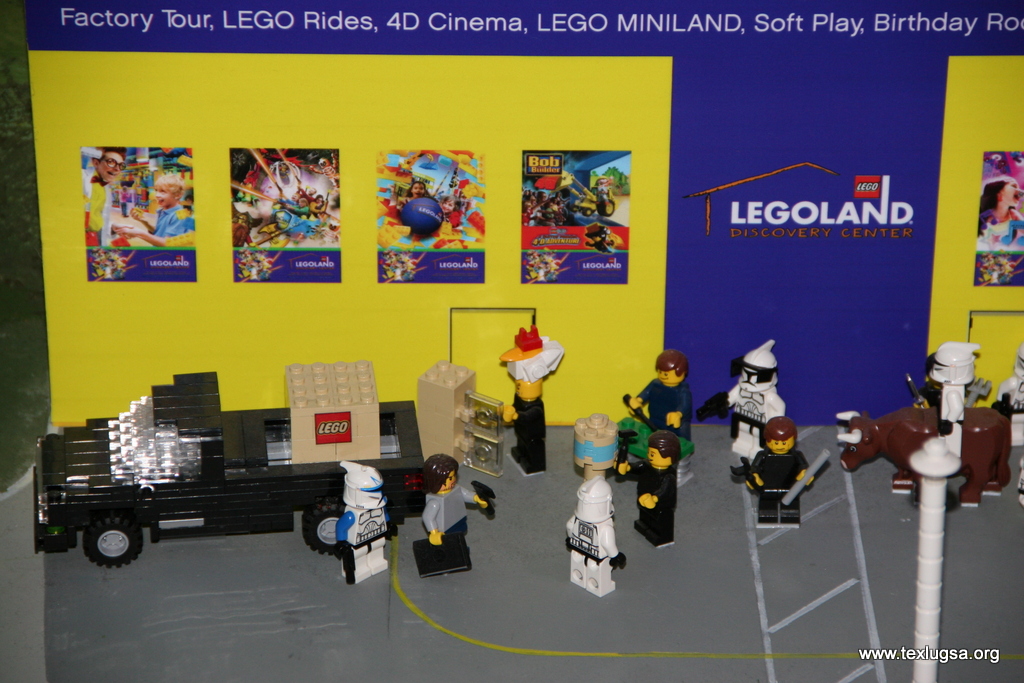 Factory Tour, LEGO Rides, 4D Cinema, LEGO MINILAND, Soft Play, Birthday
Bob
the Builder
LEGO
LEGOLAND
DISCOVERY CENTER
LEGOLAND
LEGOLAND
LEGOLAND
LEGOLAND
LEGO
www.texlugsa.org